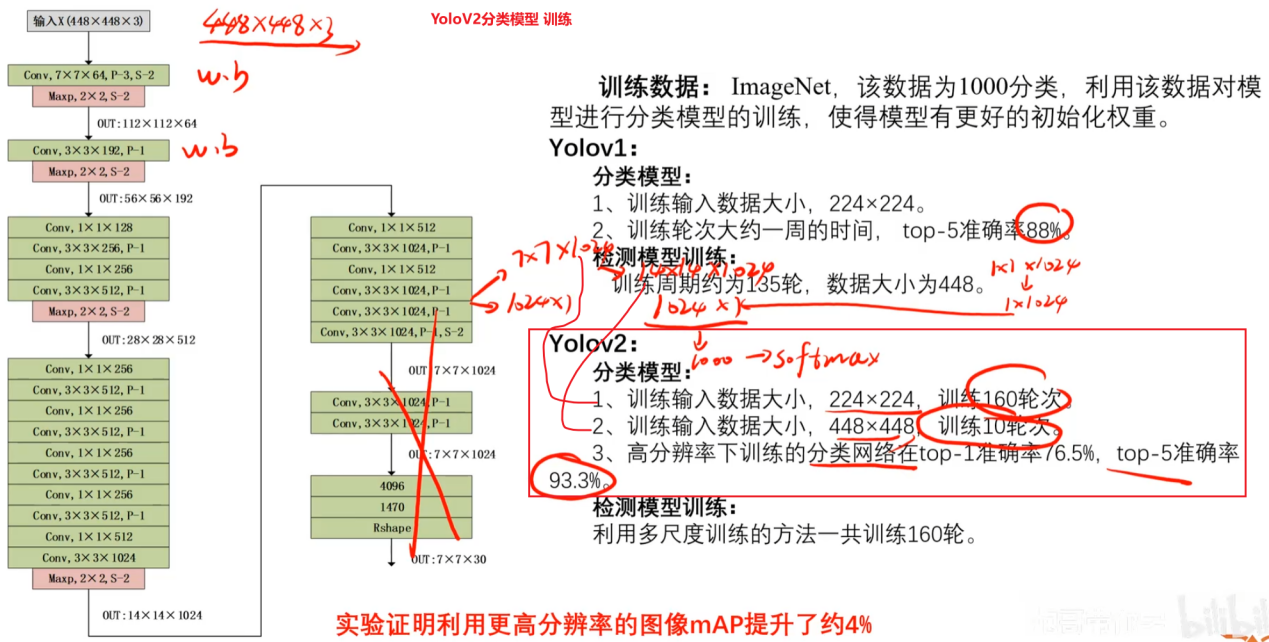 YoloV2分类模型 训练
输入X(448×448×3)
448×448×3
Conv,7×7×64,P-3,S-2
w.b
Maxp,2×2,S-2
OUT:112×112×64
Conv,3×3×192,P-1
w.b
Maxp,2×2,S-2
OUT:56×56×192
Conv,1×1×128
Conv,3×3×256,P-1
Conv,1×1×256
Conv,3×3×512,P-1
Maxp,2×2,S-2
OUT:28×28×512
Conv,1×1×256
Conv,3×3×512,P-1
Conv,1×1×256
Conv,3×3×512,P-1
Conv,1×1×256
Conv,3×3×512,P-1
Conv,1×1×256
Conv,3×3×512,P-1
Conv,1×1×512
Conv,3×3×1024
Maxp,2×2,S-2
OUT:14×14×1024
Conv,1×1×512
Conv,3×3×1024,P-1
Conv,1×1×512
Conv,3×3×1024,P-1
Conv,3×3×1024,P-1
Conv,3×3×1024,P-1,S-2
OUT:7×7×1024
Conv,3×3×1024,P-1
Conv,3×3×1024,P-1
OUT:7×7×1024
4096
1470
Rshape
OUT:7×7×30
7×7×1024
1024×1
14×14×1024
1×1×1024
1×1024
1000→softmax
训练数据： ImageNet，该数据为1000分类，利用该数据对模
型进行分类模型的训练，使得模型有更好的初始化权重。
Yolov1：
分类模型：
1、训练输入数据大小，224×224。
2、训练轮次大约一周的时间， top-5准确率88%。
检测模型训练：
训练周期约为135轮，数据大小为448。
Yolov2：
分类模型：
1、训练输入数据大小，224×224，训练160轮次。
2、训练输入数据大小，448×448，训练10轮次。
3、高分辨率下训练的分类网络在top-1准确率76.5%，top-5准确率
93.3%。
检测模型训练：
利用多尺度训练的方法一共训练160轮。
实验证明利用更高分辨率的图像mAP提升了约4%
bilibili